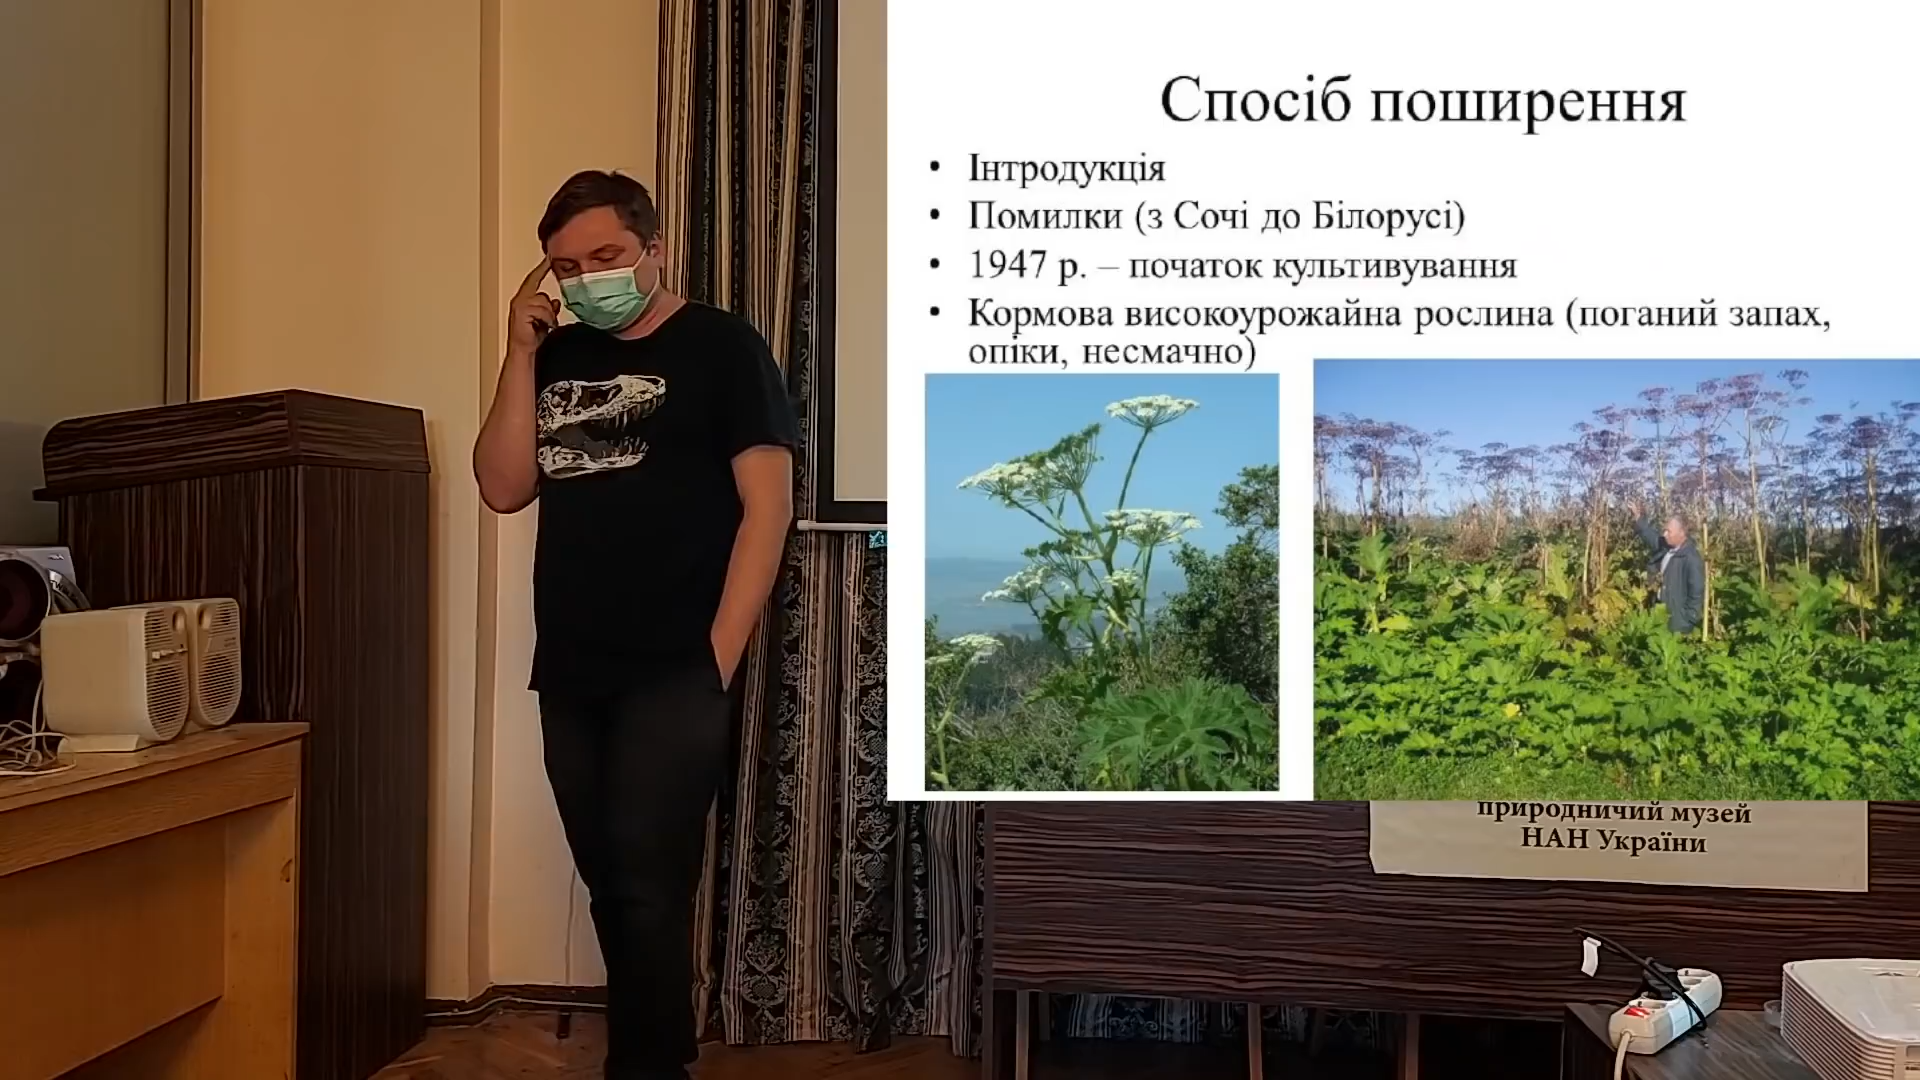 Спосіб поширення
• Інтродукція
• Помилки (з Сочі до Білорусі)
• 1947 р. – початок культивування
• Кормова високоурожайна рослина (поганий запах,
опіки, несмачно)
природничий музей
НАН України